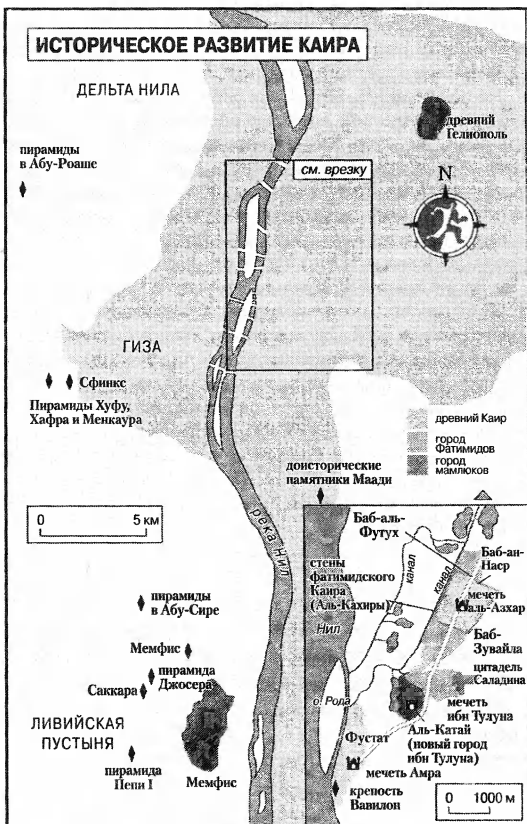 ИСТОРИЧЕСКОЕ РАЗВИТИЕ КАИРА
ДЕЛЬТА НИЛА
древний
Гелиополь
пирамиды
в Абу-Роаше
см. врезку
N
ГИЗА
Сфинкс
Пирамиды Хуфу,
Хафра и Менкаура
древний Каир
город
Фатимидов
город
мамлюков
доисторические
памятники Маади
0 5 км
река Нил
Баб-аль-
Футух
Баб-ан-
Наср
стены
фатимидского
Каира
(Аль-Кахиры)
канал
канал
мечеть
аль-Азхар
Нил
Баб-
Зувайла
цитадель
Саладина
о. Рода
мечеть
ибн Тулуна
Аль-Катай
(новый город
ибн Тулуна)
Фустат
мечеть Амра
крепость
Вавилон
0 1000 м
пирамиды
в Абу-Сире
Мемфис
пирамида
Джосера
Саккара
ЛИВИЙСКАЯ
ПУСТЫНЯ
пирамида
Пепи I
Мемфис